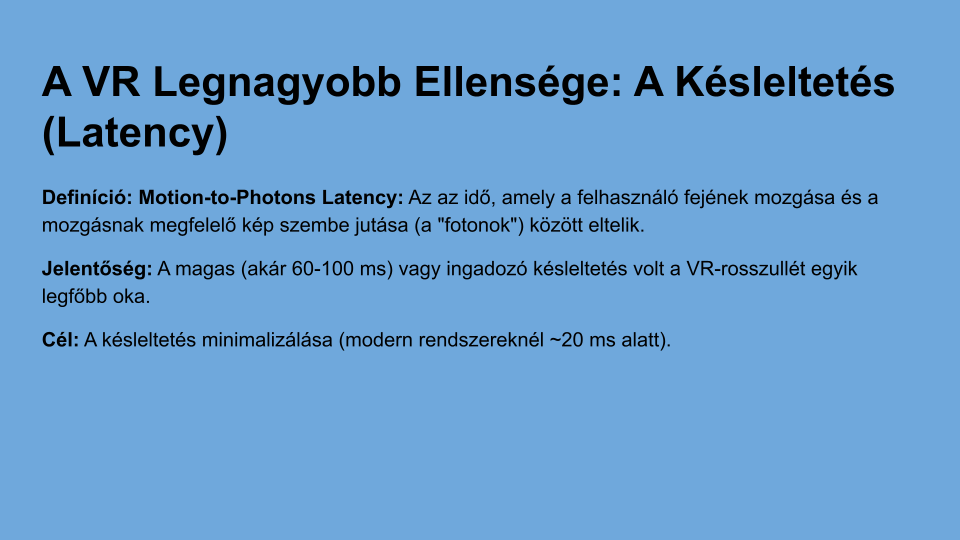 A VR Legnagyobb Ellensége: A Késleltetés
(Latency)
Definíció: Motion-to-Photons Latency: Az az idő, amely a felhasználó fejének mozgása és a
mozgásnak megfelelő kép szembe jutása (a "fotonok") között eltelik.
Jelentőség: A magas (akár 60-100 ms) vagy ingadozó késleltetés volt a VR-rosszullét egyik
legfőbb oka.
Cél: A késleltetés minimalizálása (modern rendszereknél ~20 ms alatt).